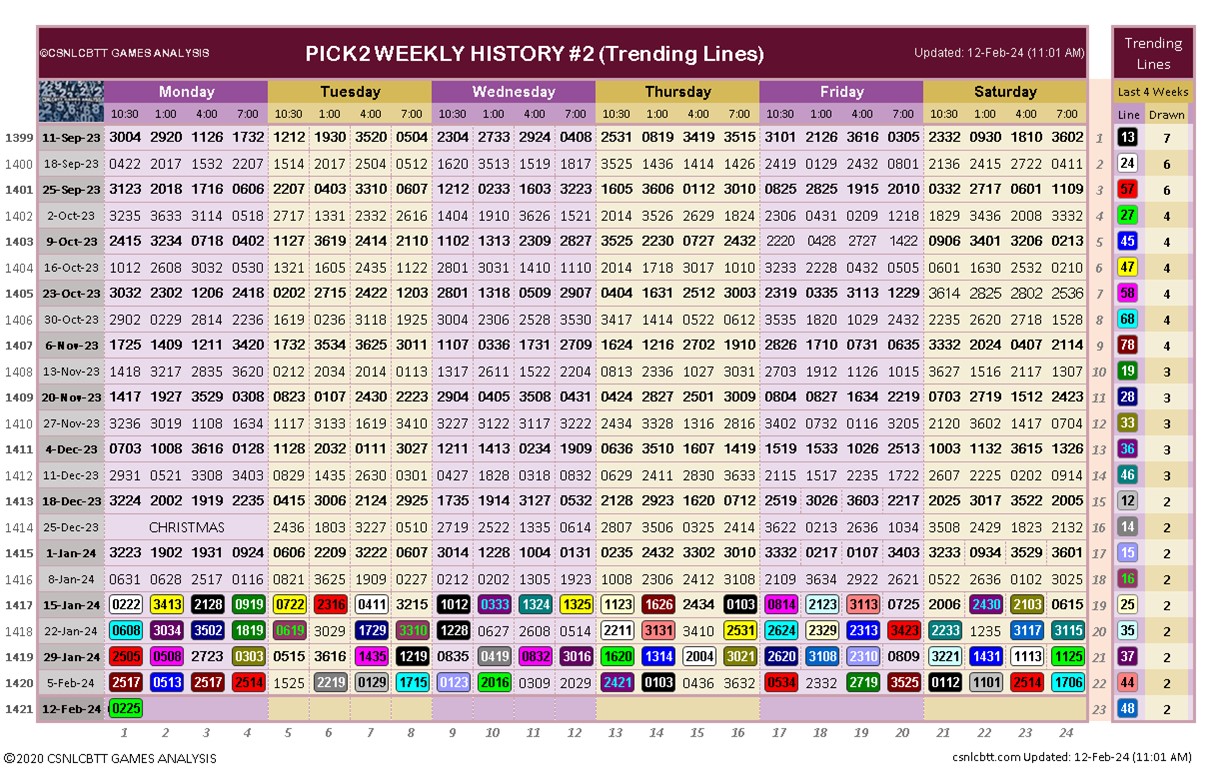 ©CSNLCBTT GAMES ANALYSIS PICK2 WEEKLY HISTORY #2 (Trending Lines) Updated: 12-Feb-24 (11:01 AM) Trending Lines
Monday Tuesday Wednesday Thursday Friday Saturday Last 4 Weeks
10:30 1:00 4:00 7:00 10:30 1:00 4:00 7:00 10:30 1:00 4:00 7:00 10:30 1:00 4:00 7:00 10:30 1:00 4:00 7:00 10:30 1:00 4:00 7:00 Line Drawn
1399 11-Sep-23 3004 2920 1126 1732 1212 1930 3520 0504 2304 2733 2924 0408 2531 0819 3419 3515 3101 2126 3616 0305 2332 0930 1810 3602 1 13 7
1400 18-Sep-23 0422 2017 1532 2207 1514 2017 2504 0512 1620 3513 1519 1817 3525 1436 1414 1426 2419 0129 2432 0801 2136 2415 2722 0411 2 24 6
1401 25-Sep-23 3123 2018 1716 0606 2207 0403 3310 0607 1212 0233 1603 3223 1605 3606 0112 3010 0825 2825 1915 2010 0332 2717 0601 1109 3 57 6
1402 2-Oct-23 3235 3633 3114 0518 2717 1331 2332 2616 1404 1910 3626 1521 2014 3526 2629 1824 2306 0431 0209 1218 1829 3436 2008 3332 4 27 4
1403 9-Oct-23 2415 3234 0718 0402 1127 3619 2414 2110 1102 1313 2309 2827 3525 2230 0727 2432 2220 0428 2727 1422 0906 3401 3206 0213 5 45 4
1404 16-Oct-23 1012 2608 3032 0530 1321 1605 2435 1122 2801 3031 1410 1110 2014 1718 3017 1010 3233 2228 0432 0505 0601 1630 2532 0210 6 47 4
1405 23-Oct-23 3032 2302 1206 2418 0202 2715 2422 1203 2801 1318 0509 2907 0404 1631 2512 3003 2319 0335 3113 1229 3614 2825 2802 2536 7 58 4
1406 30-Oct-23 2902 0229 2814 2236 1619 0236 3118 1925 3004 2306 2528 3530 3417 1414 0522 0612 3535 1820 1029 2432 2235 2620 2718 1528 8 68 4
1407 6-Nov-23 1725 1409 1211 3420 1732 3534 3625 3011 1107 0336 1731 2709 1624 1216 2702 1910 2826 1710 0731 0635 3332 2024 0407 2114 9 78 4
1408 13-Nov-23 1418 3217 2835 3620 0212 2034 2014 0113 1317 2611 1522 2204 0813 2336 1027 3031 2703 1912 1126 1015 3627 1516 2117 1307 10 19 3
1409 20-Nov-23 1417 1927 3529 0308 0823 0107 2430 2223 2904 0405 3508 0431 0424 2827 2501 3009 0804 0827 1634 2219 0703 2719 1512 2423 11 28 3
1410 27-Nov-23 3236 3019 1108 1634 1117 3133 1619 3410 3227 3122 3117 3222 2434 3328 1316 2816 3402 0732 0116 3205 2120 3602 1417 0704 12 33 3
1411 4-Dec-23 0703 1008 3616 0128 1128 2032 0111 3027 1211 1413 0234 1909 0636 3510 1607 1419 1519 1533 1026 2513 1003 1132 3615 1326 13 36 3
1412 11-Dec-23 2931 0521 3308 3403 0829 1435 2630 0301 0427 1828 0318 0832 0629 2411 2830 3633 2115 1517 2235 1722 2607 2225 0202 0914 14 46 3
1413 18-Dec-23 3224 2002 1919 2235 0415 3006 2124 2925 1735 1914 3127 0532 2128 2923 1620 0712 2519 3026 3603 2217 2025 3017 3522 2005 15 12 2
1414 25-Dec-23 CHRISTMAS 2436 1803 3227 0510 2719 2522 1335 0614 2807 3506 0325 2414 3622 0213 2636 1034 3508 2429 1823 2132 16 14 2
1415 1-Jan-24 3223 1902 1931 0924 0606 2209 3222 0607 3014 1228 1004 0131 0235 2432 3302 3010 3332 0217 0107 3403 3233 0934 3529 3601 17 15 2
1416 8-Jan-24 0631 0628 2517 0116 0821 3625 1909 0227 0212 0202 1305 1923 1008 2306 2412 3108 2109 3634 2922 2621 0522 2636 0102 3025 18 16 2
1417 15-Jan-24 0222 3413 2128 0919 0722 2316 0411 3215 1012 0333 1324 1325 1123 1626 2434 0103 0814 2123 3113 0725 2006 2430 2103 0615 19 25 2
1418 22-Jan-24 0608 3034 3502 1819 0619 3029 1729 3310 1228 0627 2608 0514 2211 3131 3410 2531 2624 2329 2313 3423 2233 1235 3117 3115 20 35 2
1419 29-Jan-24 2505 0508 2723 0303 0515 3616 1435 1219 0835 0419 0832 3016 1620 1314 2004 3021 2620 3108 2310 0809 3221 1431 1113 1125 21 37 2
1420 5-Feb-24 2517 0513 2517 2514 1525 2219 0129 1715 0123 2016 0309 2029 2421 0103 0436 3632 0534 2332 2719 3525 0112 1101 2514 1706 22 44 2
1421 12-Feb-24 0225 23 48 2
1 2 3 4 5 6 7 8 9 10 11 12 13 14 15 16 17 18 19 20 21 22 23 24
©2020 CSNLCBTT GAMES ANALYSIS csnlcbtt.com Updated: 12-Feb-24 (11:01 AM)